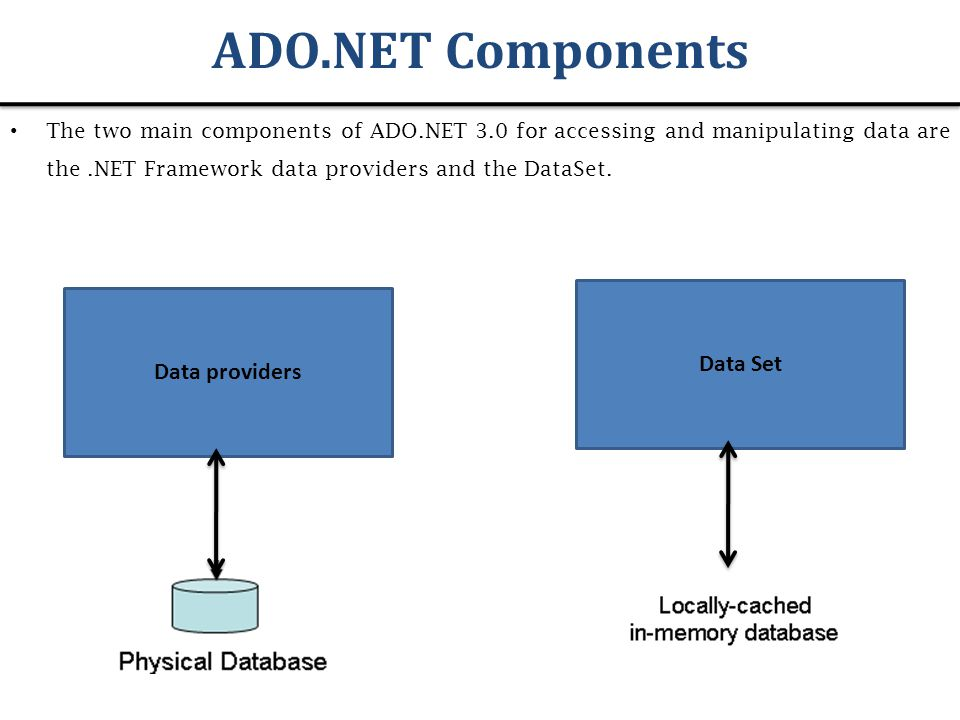 ADO.NET Components
• The two main components of ADO.NET 3.0 for accessing and manipulating data are
the .NET Framework data providers and the DataSet.
Data providers
Data Set
Physical Database
Locally-cached
in-memory database